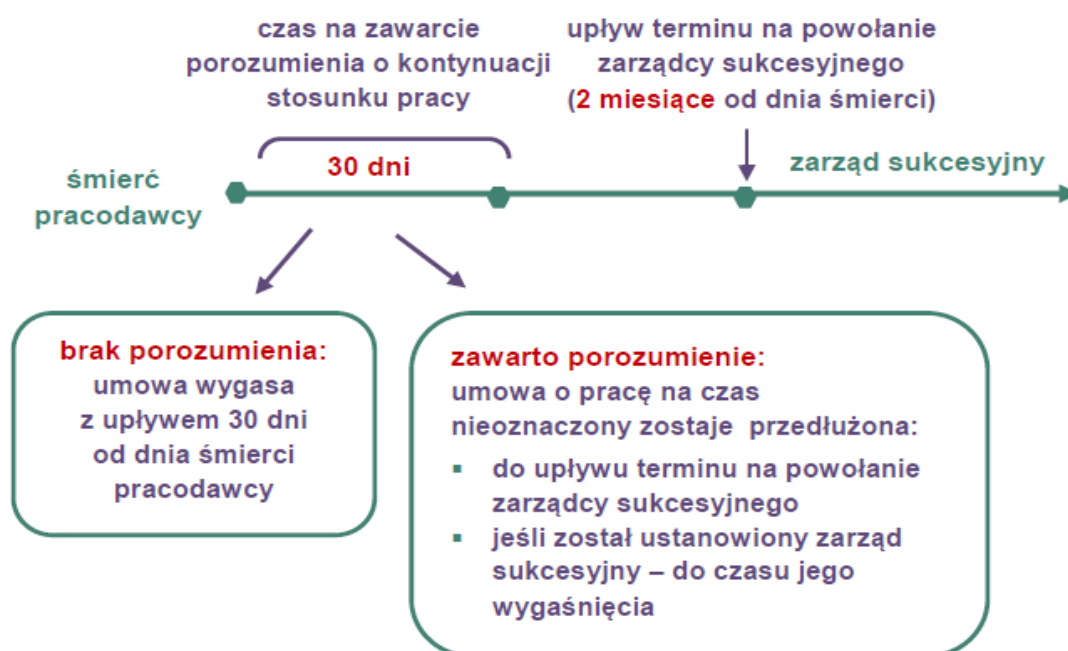 czas na zawarcie
porozumienia o kontynuacji
stosunku pracy
upływ terminu na powołanie
zarządcy sukcesyjnego
(2 miesiące od dnia śmierci)
30 dni
zarząd sukcesyjny
śmierć
pracodawcy
brak porozumienia:
umowa wygasa
z upływem 30 dni
od dnia śmierci
pracodawcy
zawarto porozumienie:
umowa o pracę na czas
nieoznaczony zostaje przedłużona:
▪ do upływu terminu na powołanie
zarządcy sukcesyjnego
▪ jeśli został ustanowiony zarząd
sukcesyjny – do czasu jego
wygaśnięcia